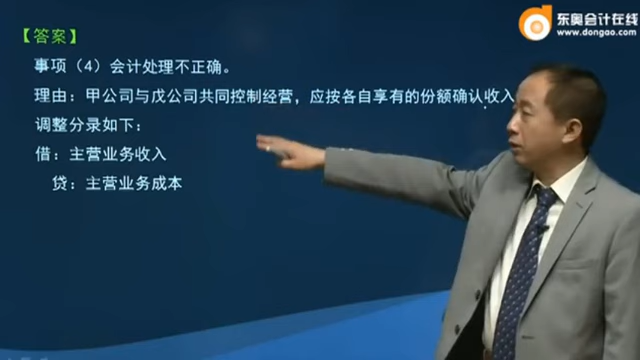 东奥会计在线
www.dongao.com
【答案】
事项（4）会计处理不正确。
理由：甲公司与戊公司共同控制经营，应按各自享有的份额确认收入
调整分录如下：
借：主营业务收入
贷：主营业务成本